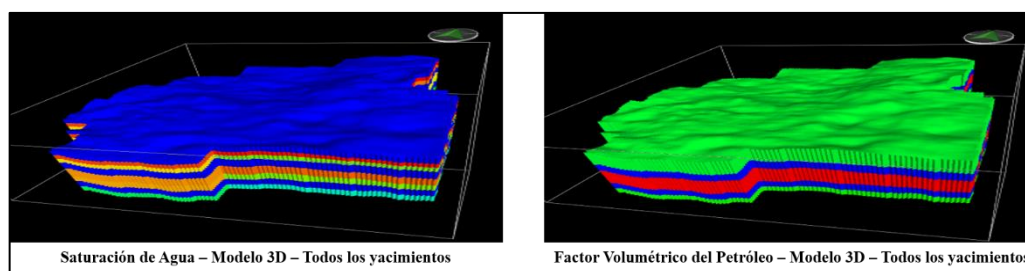 Saturación de Agua – Modelo 3D – Todos los yacimientos
Factor Volumétrico del Petróleo – Modelo 3D – Todos los yacimientos